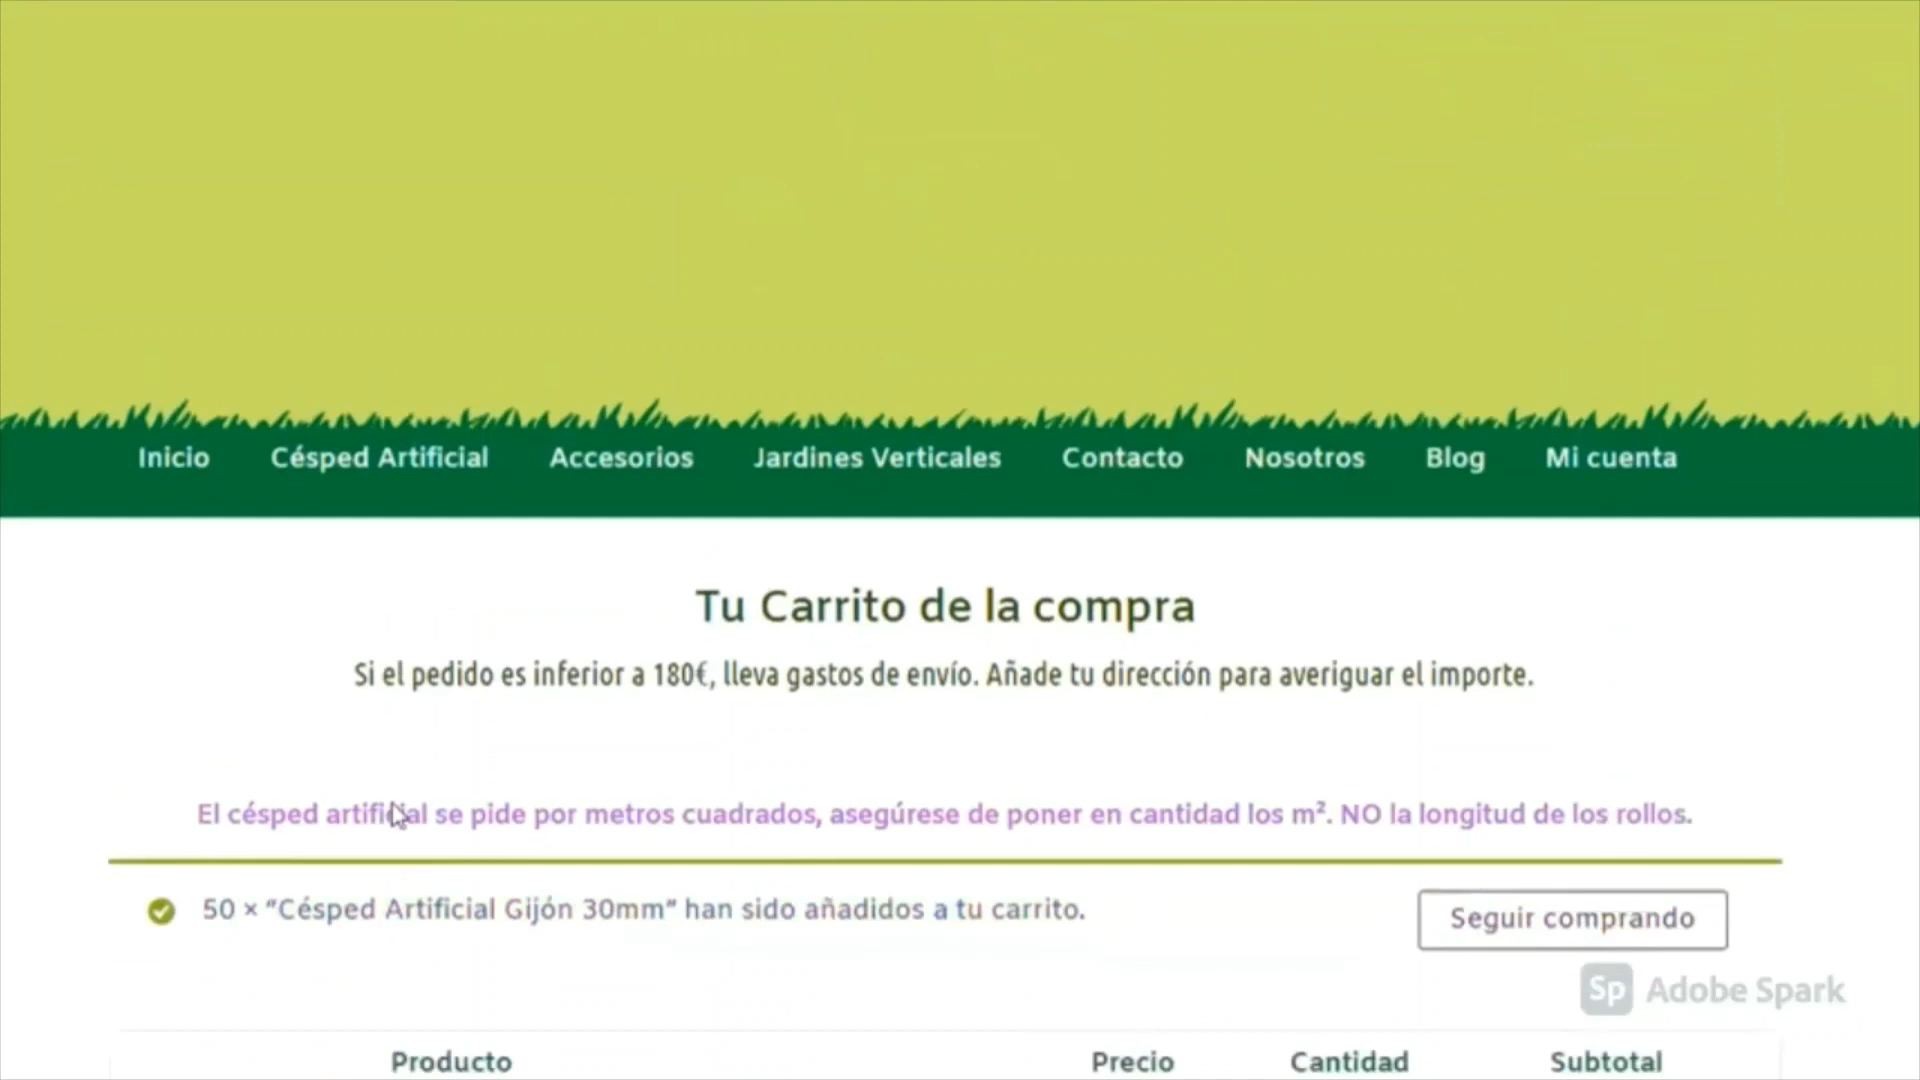 Inicio Césped Artificial Accesorios Jardines Verticales Contacto Nosotros Blog Mi cuenta
Tu Carrito de la compra
Si el pedido es inferior a 180€, lleva gastos de envío. Añade tu dirección para averiguar el importe.
El césped artificial se pide por metros cuadrados, asegúrese de poner en cantidad los m². NO la longitud de los rollos.
50 × “Césped Artificial Gijón 30mm” han sido añadidos a tu carrito.
Seguir comprando
Sp Adobe Spark
Producto Precio Cantidad Subtotal